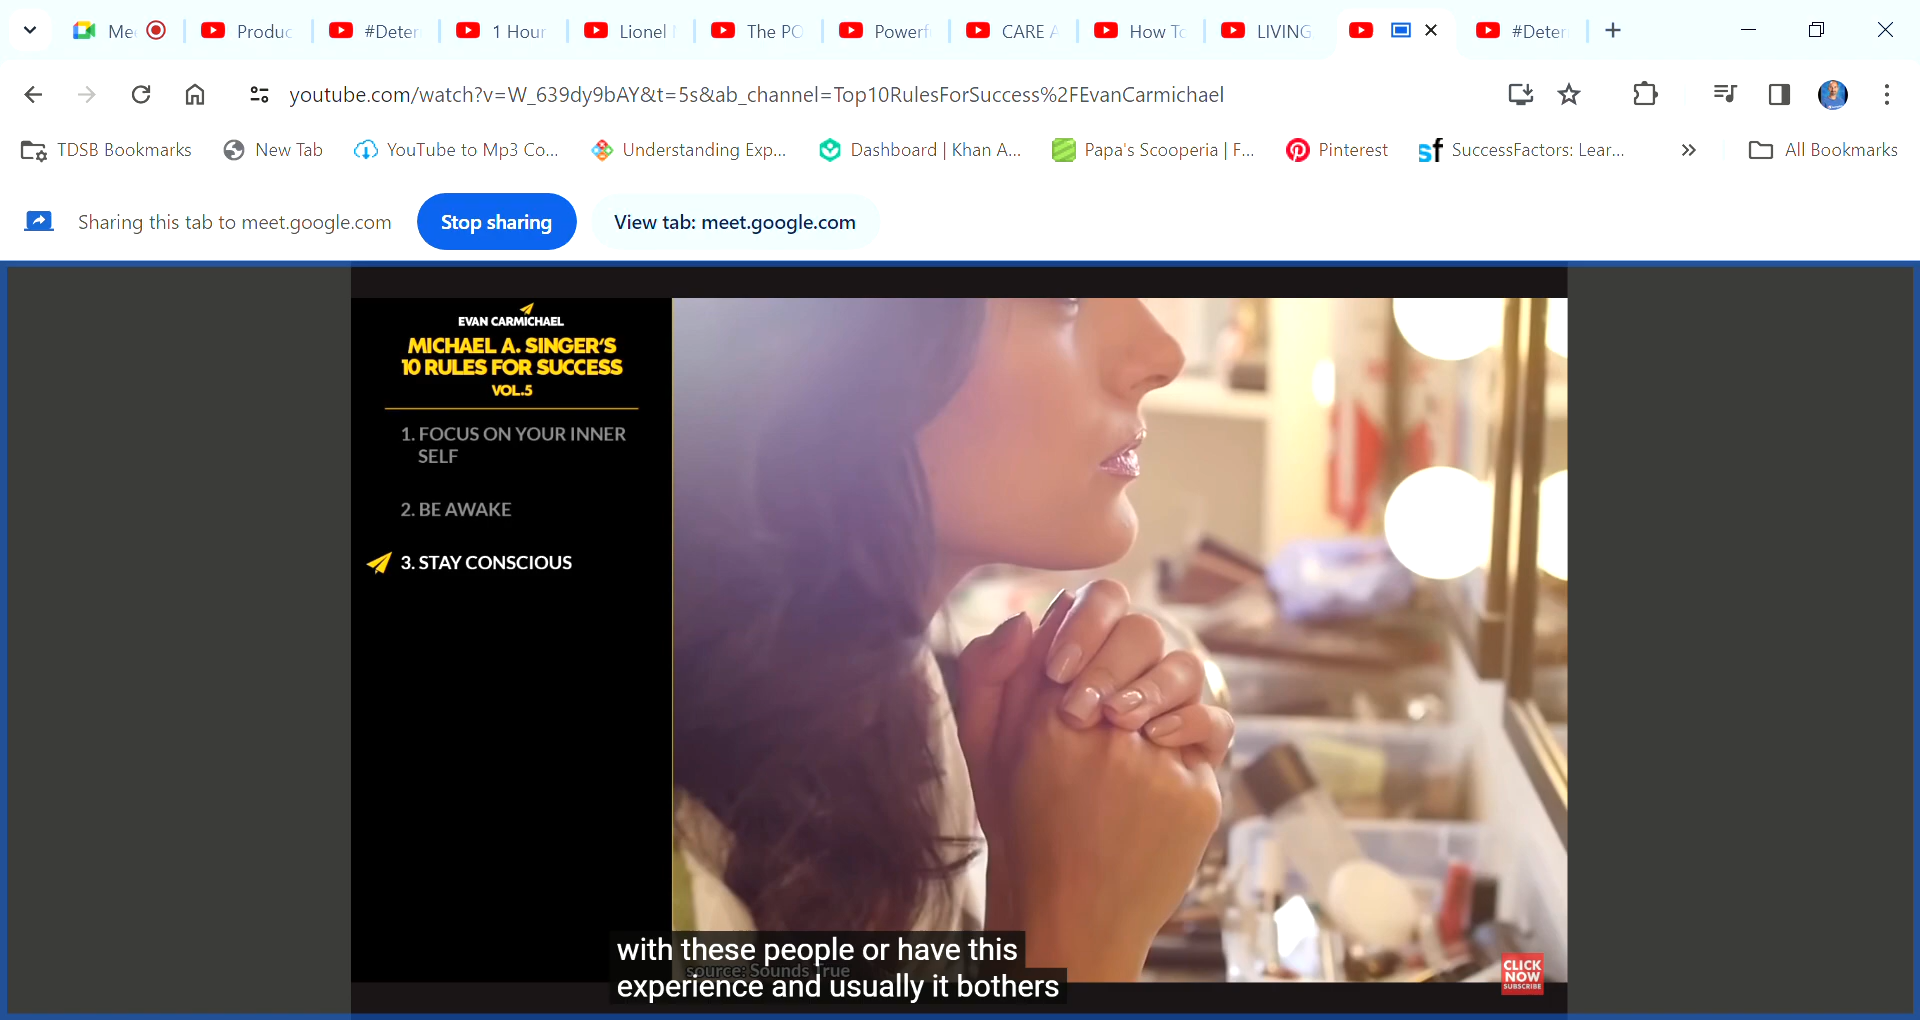 Me
Produc
#Deter
1 Hour
Lionel
The PO
Powerf
CARE A
How To
LIVING
#Deter
youtube.com/watch?v=W_639dy9bAY&t=5s&ab_channel=Top10RulesForSuccess%2FEvanCarmichael
TDSB Bookmarks
New Tab
YouTube to Mp3 Co...
Understanding Exp...
Dashboard | Khan A...
Papa's Scooperia | F...
Pinterest
sf SuccessFactors: Lear...
»
All Bookmarks
Sharing this tab to meet.google.com
Stop sharing
View tab: meet.google.com
EVAN CARMICHAEL
MICHAEL A. SINGER'S
10 RULES FOR SUCCESS
VOL.5
1. FOCUS ON YOUR INNER
SELF
2. BE AWAKE
3. STAY CONSCIOUS
with these people or have this
source: Sounds True
experience and usually it bothers
CLICK
NOW
SUBSCRIBE